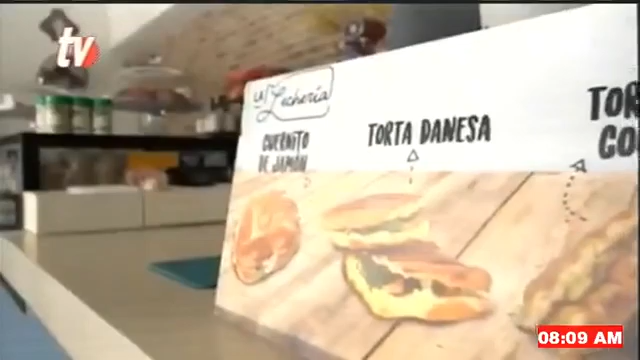 tv
LA Lechería
CUERNITO
DE JAMÓN
TORTA DANESA
TOR
CO
08:09 AM